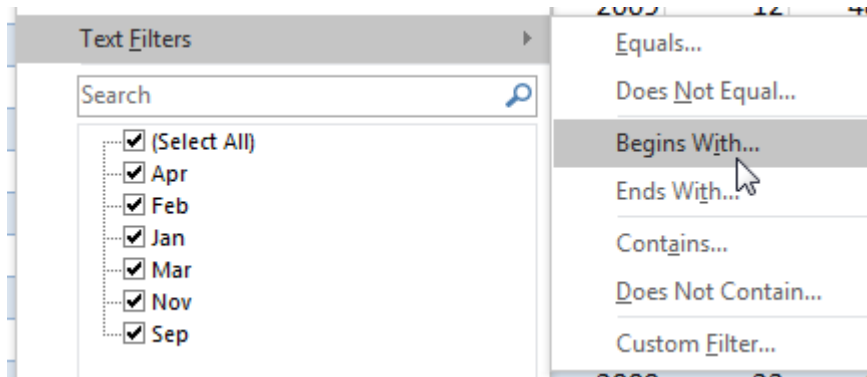 Text Filters
Search
(Select All)
Apr
Feb
Jan
Mar
Nov
Sep
Equals...
Does Not Equal...
Begins With...
Ends With...
Contains...
Does Not Contain...
Custom Filter...